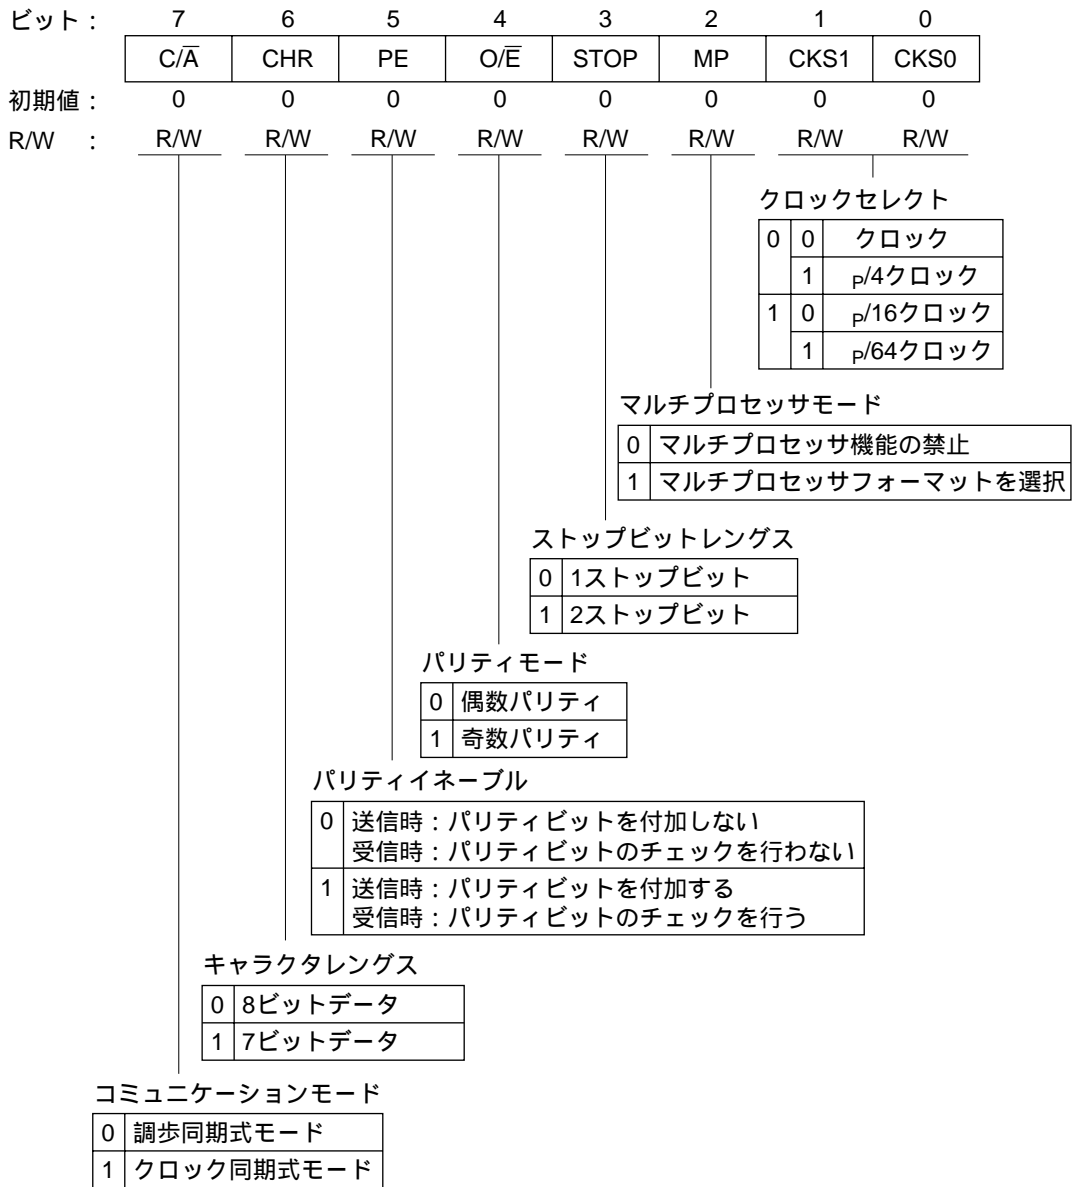 ビット： 7 6 5 4 3 2 1 0
C/A̅ CHR PE O/E̅ STOP MP CKS1 CKS0
初期値： 0 0 0 0 0 0 0 0
R/W ： R/W R/W R/W R/W R/W R/W R/W R/W
クロックセレクト
0 0 クロック
1 P/4クロック
1 0 P/16クロック
1 P/64クロック
マルチプロセッサモード
0 マルチプロセッサ機能の禁止
1 マルチプロセッサフォーマットを選択
ストップビットレングス
0 1ストップビット
1 2ストップビット
パリティモード
0 偶数パリティ
1 奇数パリティ
パリティイネーブル
0 送信時：パリティビットを付加しない
受信時：パリティビットのチェックを行わない
1 送信時：パリティビットを付加する
受信時：パリティビットのチェックを行う
キャラクタレングス
0 8ビットデータ
1 7ビットデータ
コミュニケーションモード
0 調歩同期式モード
1 クロック同期式モード